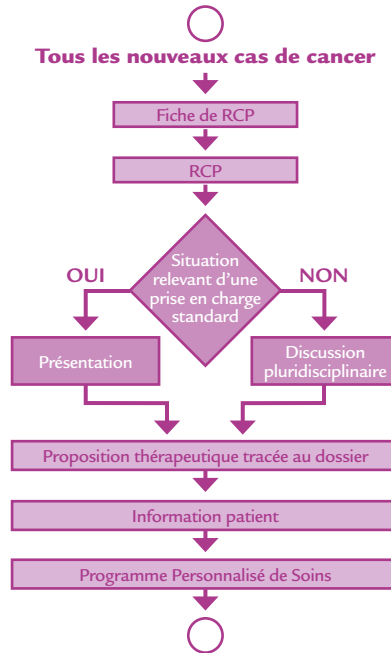 Tous les nouveaux cas de cancer
Fiche de RCP
RCP
Situation
relevant d'une
prise en charge
standard
OUI
NON
Présentation
Discussion
pluridisciplinaire
Proposition thérapeutique tracée au dossier
Information patient
Programme Personnalisé de Soins